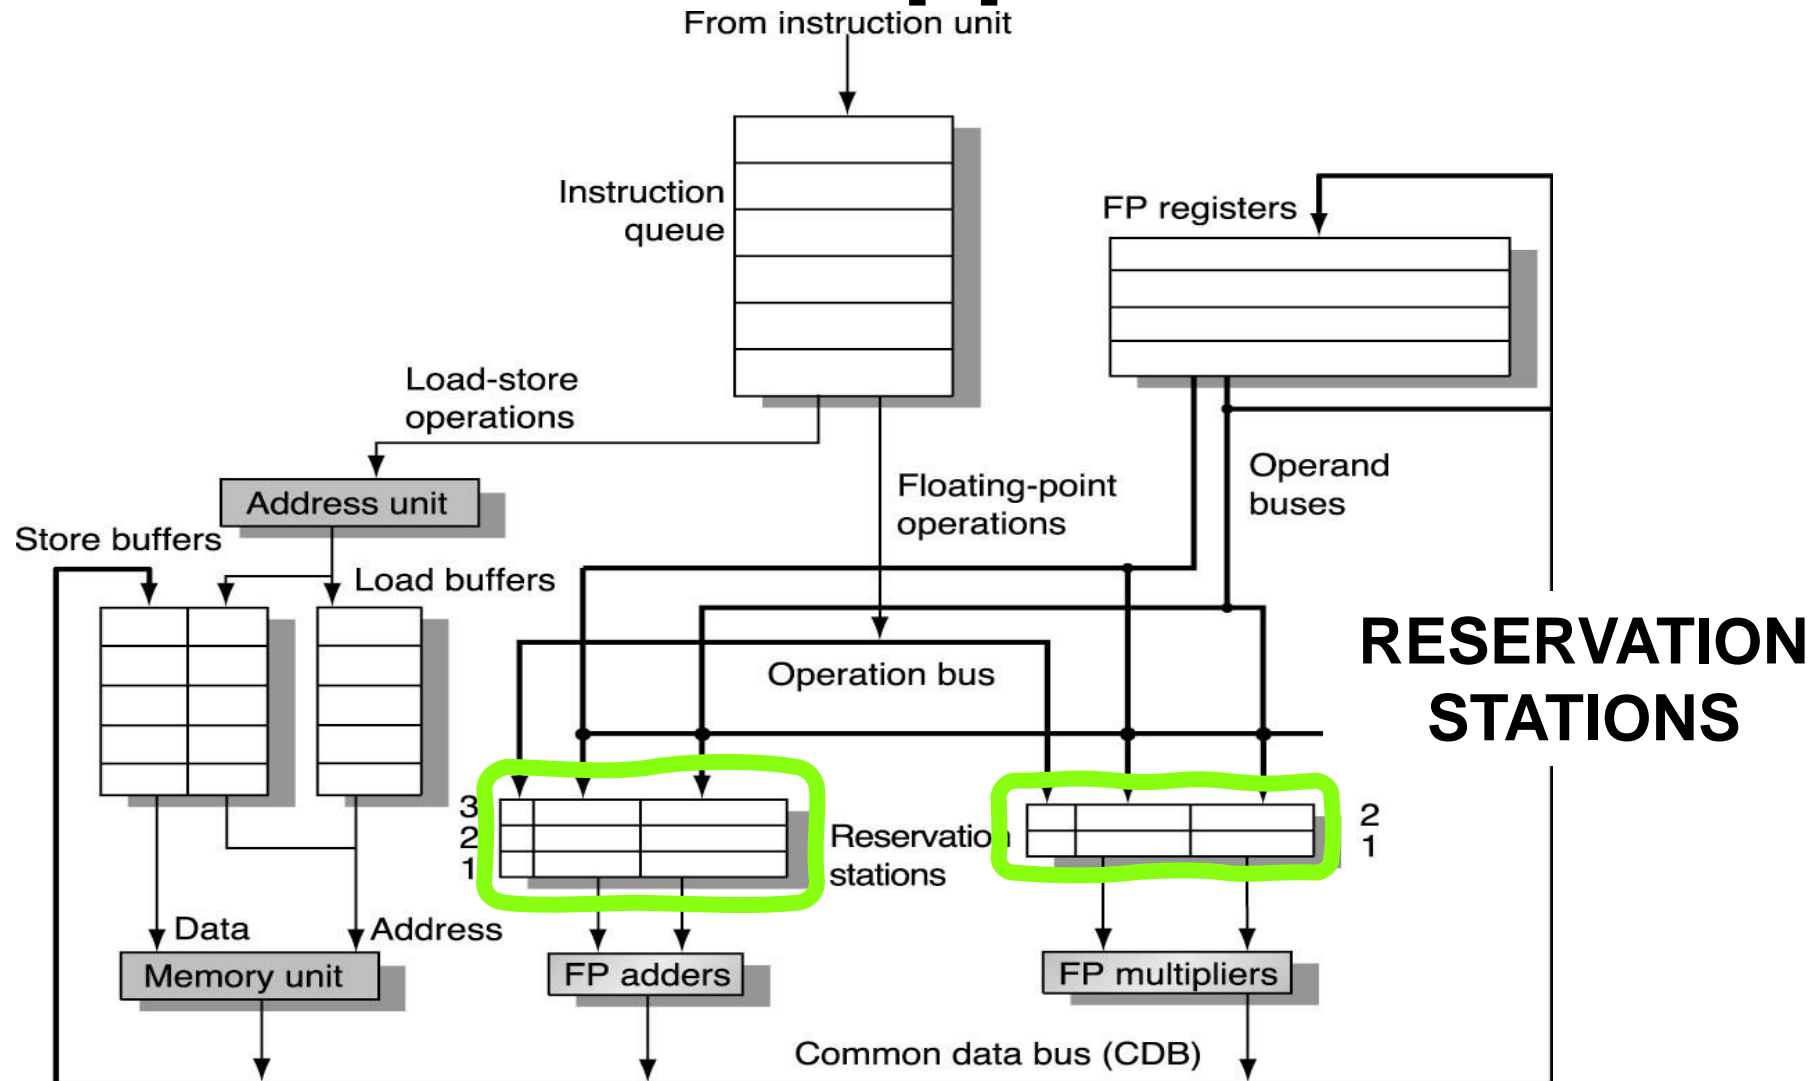 From instruction unit
Instruction
queue
FP registers
Load-store
operations
Operand
buses
Floating-point
operations
Address unit
Store buffers
Load buffers
Operation bus
RESERVATION
STATIONS
3
2
1
Reservation
stations
2
1
Data
Address
Memory unit
FP adders
FP multipliers
Common data bus (CDB)